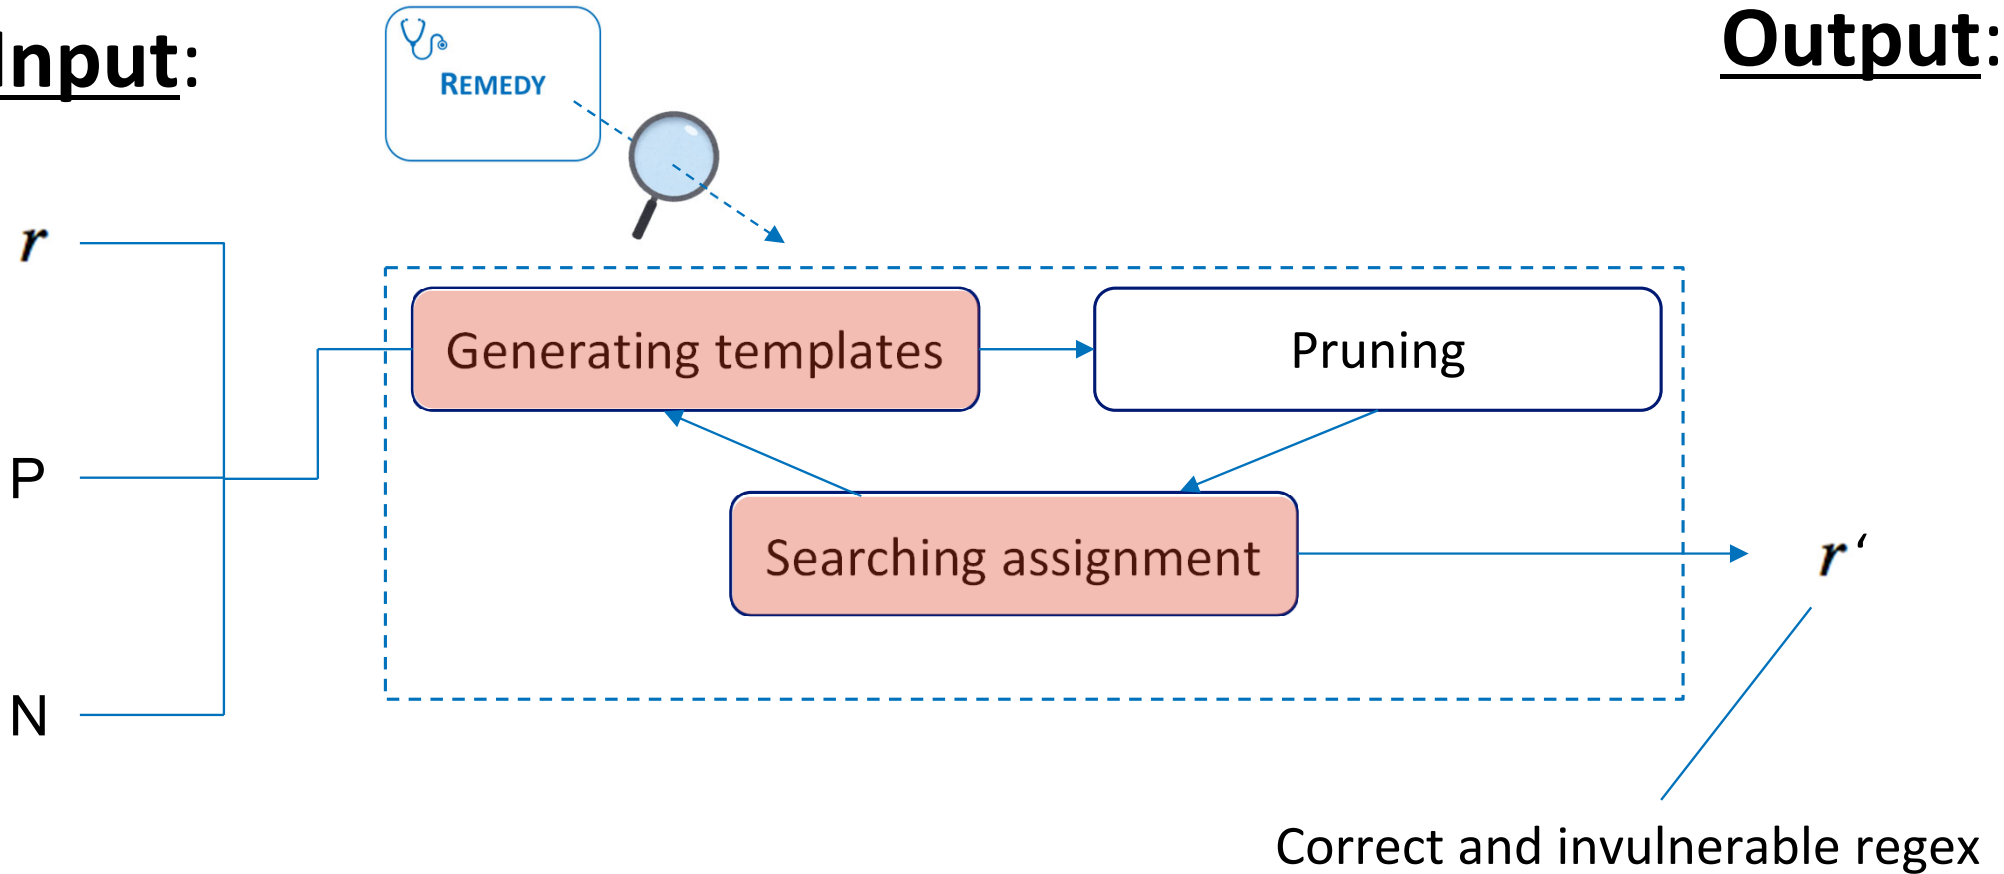 Input:
Output:
REMEDY
r
Generating templates
Pruning
P
Searching assignment
r‘
N
Correct and invulnerable regex